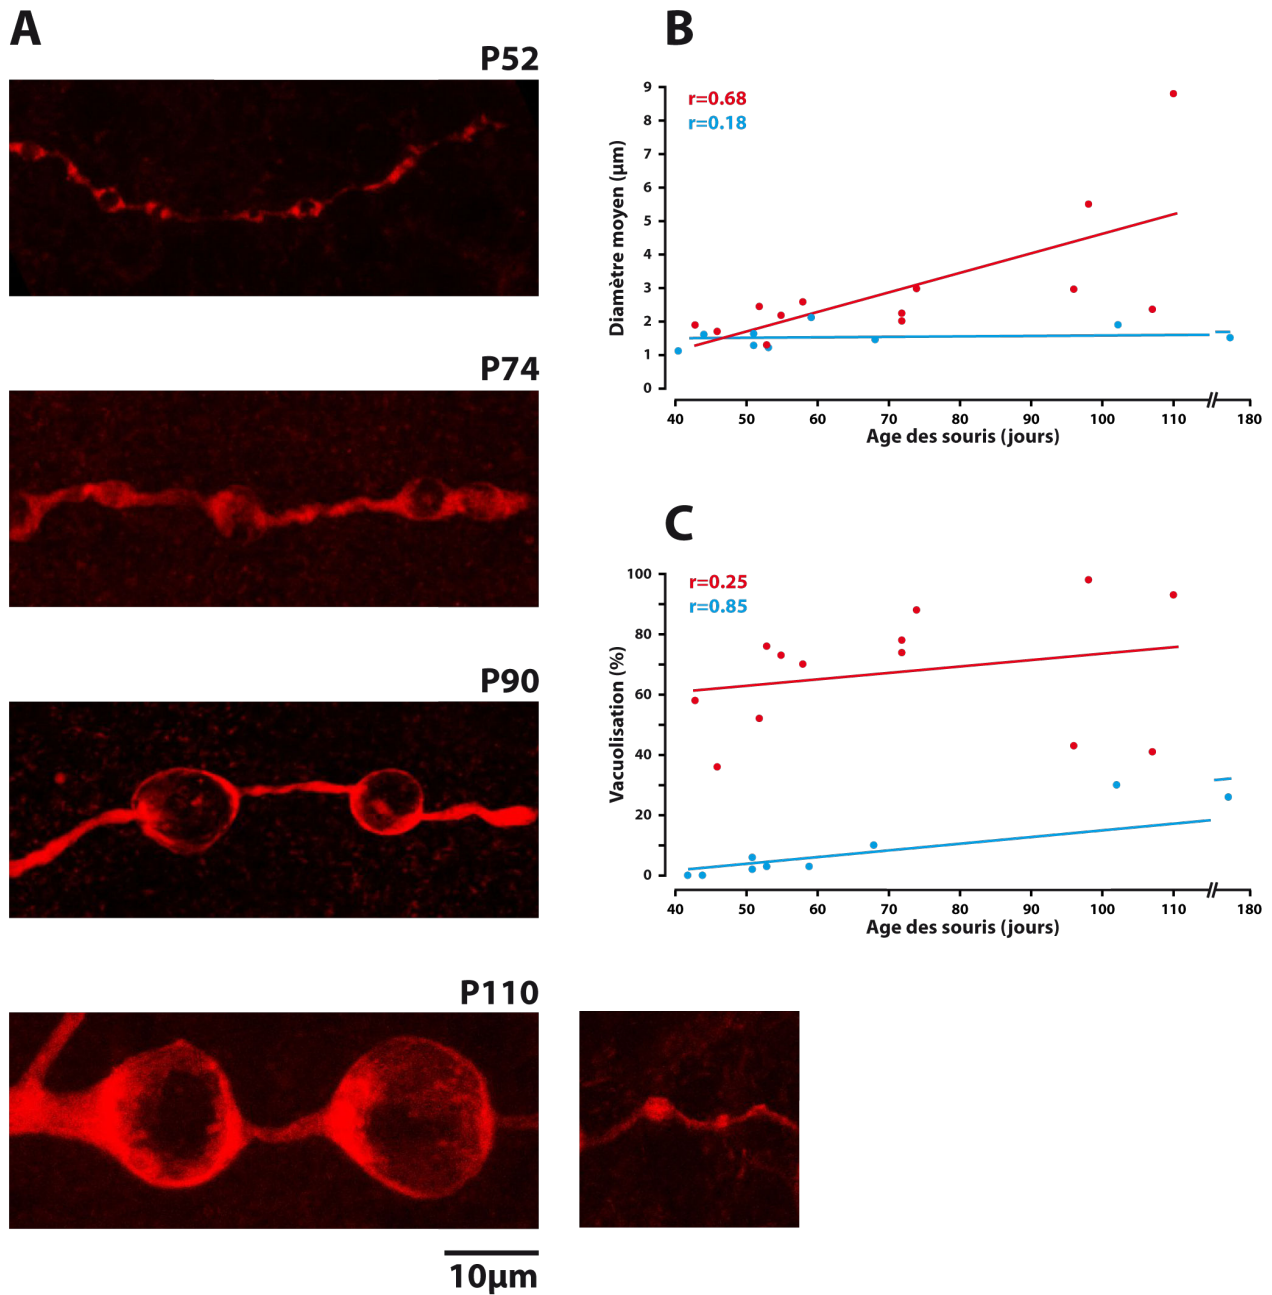 A
P52
P74
P90
P110
10µm
B
r=0.68
r=0.18
Diamètre moyen (µm)
9
8
7
6
5
4
3
2
1
0
40 50 60 70 80 90 100 110 180
Age des souris (jours)
C
r=0.25
r=0.85
Vacuolisation (%)
100
80
60
40
20
0
40 50 60 70 80 90 100 110 180
Age des souris (jours)